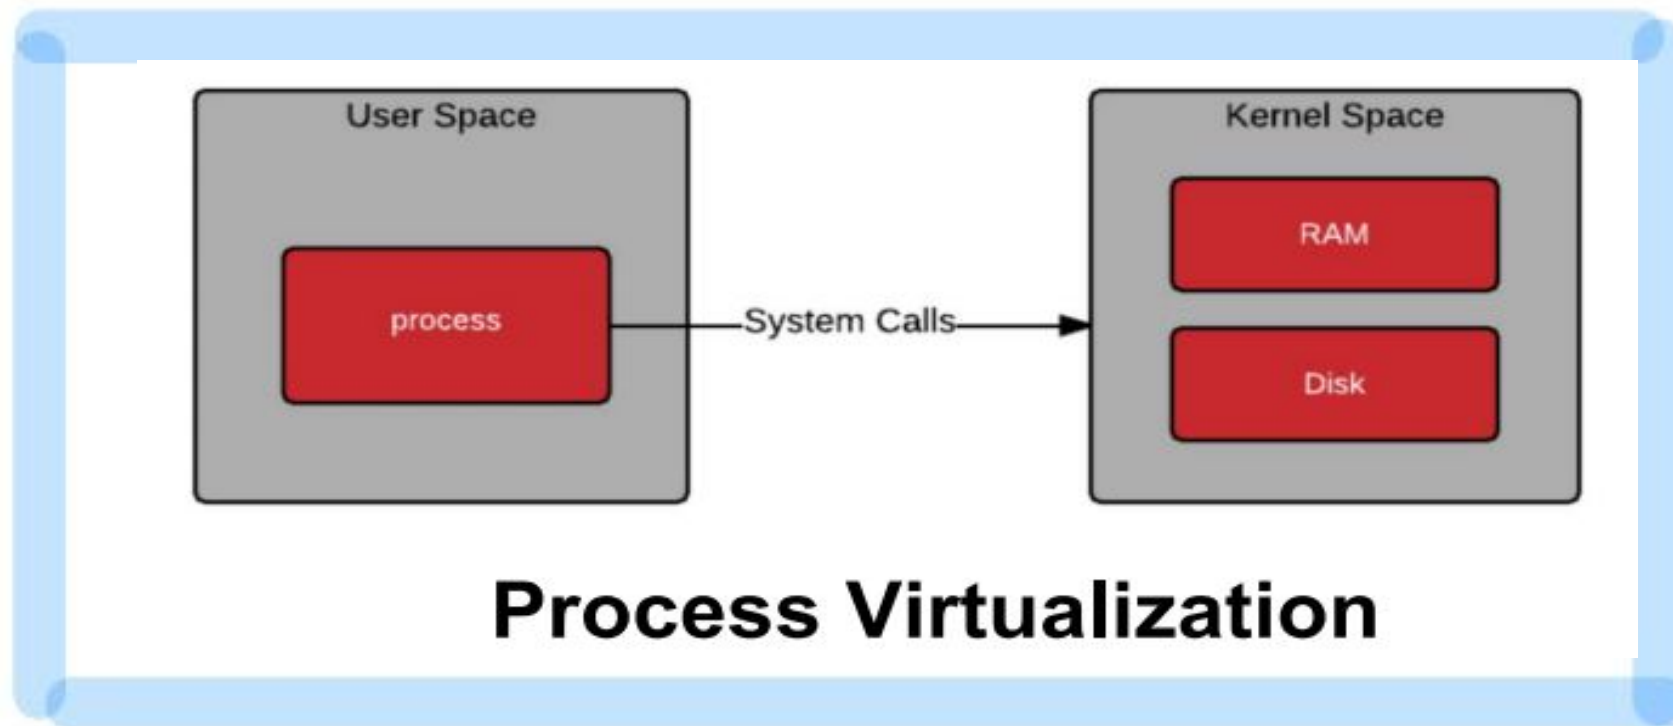 User Space
process
System Calls
Kernel Space
RAM
Disk
Process Virtualization